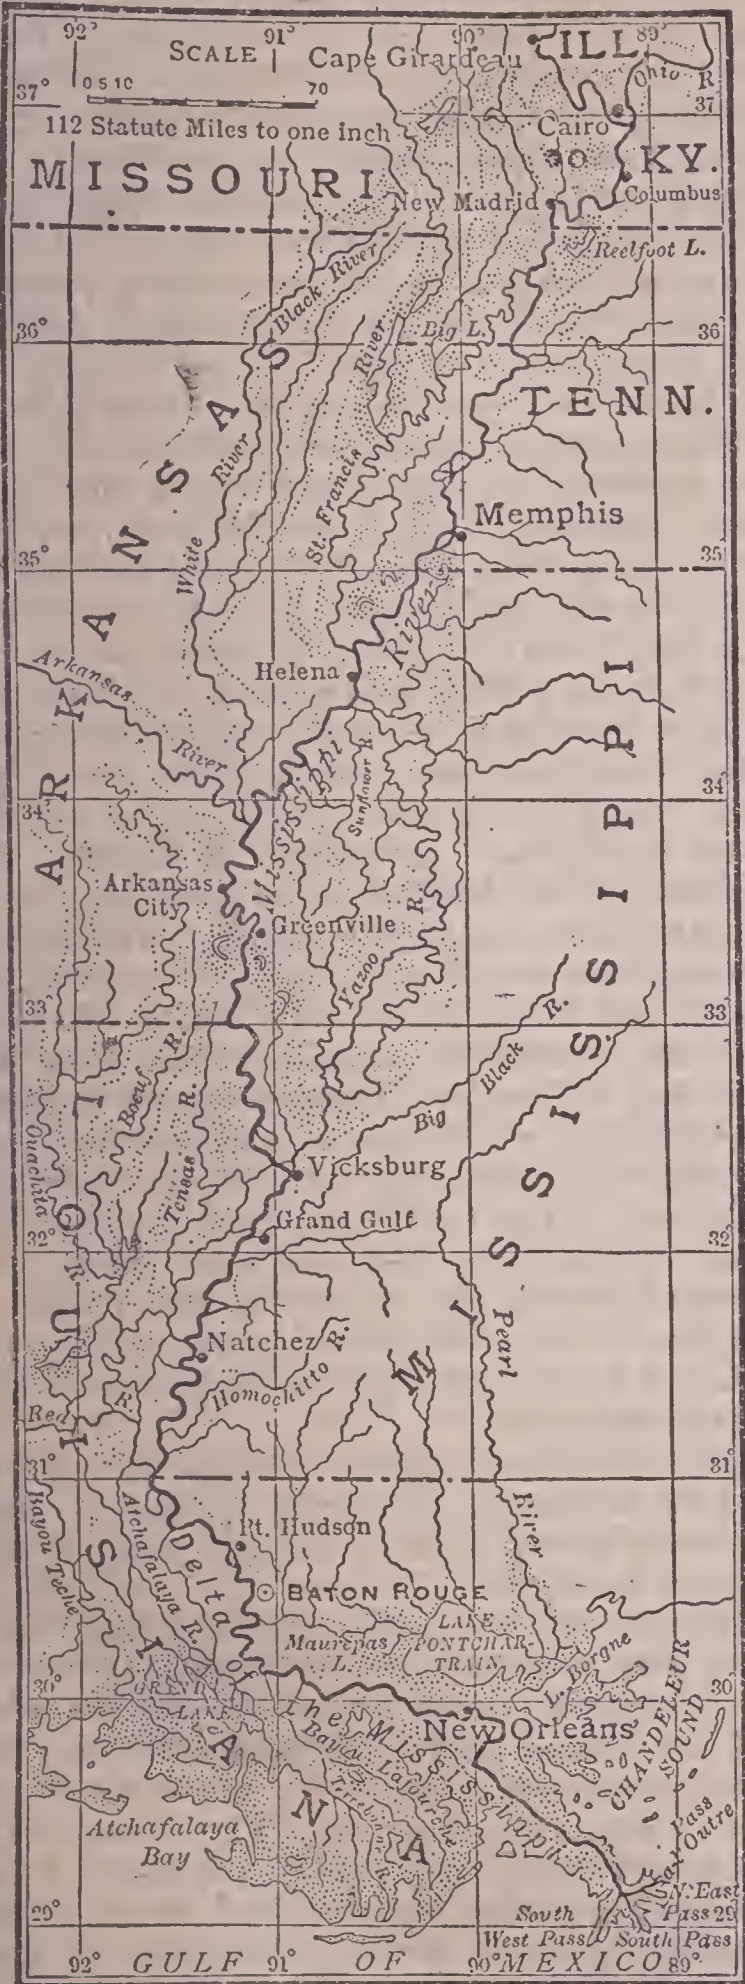 92° 91° 90° 89°
SCALE
Cape Girardeau
ILL.
Ohio R.
0 5 10 70
37° 37
112 Statute Miles to one inch
Cairo
MISSOURI
KY.
New Madrid
Columbus
Black River
Reelfoot L.
36° 36
Big L.
River
TENN.
ARKANSAS
White River
St. Francis
Memphis
35° 35
Mississippi River
Arkansas River
Helena
Sunflower R.
34° 34
Arkansas City
Greenville
Yazoo R.
MISSISSIPPI
33° 33
Boeuf R.
Tensas R.
Big Black R.
Ouachita R.
Vicksburg
Grand Gulf
32° 32
Natchez
Homochitto R.
Pearl River
Red R.
31° 31°
LOUISIANA
Bayou Teche
Atchafalaya R.
Pt. Hudson
Delta of the Mississippi
BATON ROUGE
Maurepas L.
LAKE PONTCHARTRAIN
L. Borgne
30° 30°
GRAND LAKE
New Orleans
CHANDELEUR SOUND
Bayou Lafourche
Terrebonne R.
Atchafalaya Bay
Pass al Outre
N. East Pass
29° 29
South West Pass
South Pass
92° 91° 90° 89°
GULF OF MEXICO